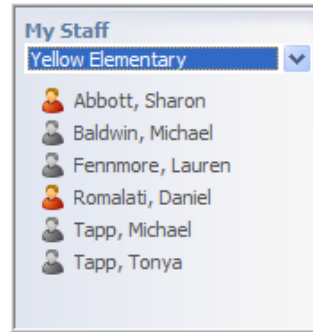 My Staff
Yellow Elementary
Abbott, Sharon
Baldwin, Michael
Fennmore, Lauren
Romalati, Daniel
Tapp, Michael
Tapp, Tonya